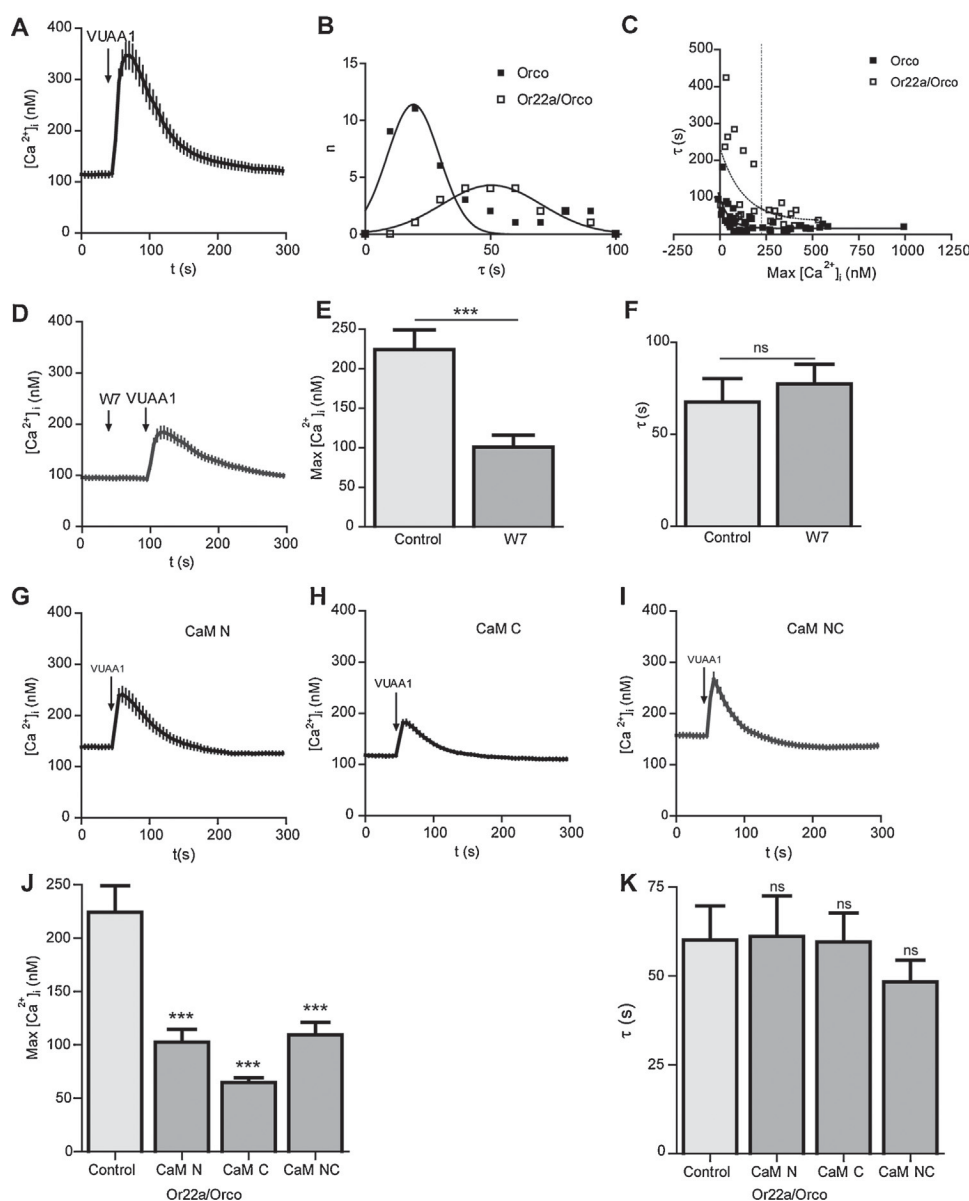 A
400
300
200
100
0
[Ca²⁺]ᵢ (nM)
VUAA1
0 100 200 300
t (s)
B
15
10
5
0
n
Orco
Or22a/Orco
0 50 100
τ (s)
C
500
400
300
200
100
0
τ (s)
Orco
Or22a/Orco
-250 0 250 500 750 1000 1250
Max [Ca²⁺]ᵢ (nM)
D
400
300
200
100
0
[Ca²⁺]ᵢ (nM)
W7 VUAA1
0 100 200 300
t (s)
E
250
200
150
100
50
0
Max [Ca²⁺]ᵢ (nM)
***
Control W7
F
100
50
0
τ (s)
ns
Control W7
G
400
300
200
100
0
[Ca²⁺]ᵢ (nM)
CaM N
VUAA1
0 100 200 300
t(s)
H
400
300
200
100
0
[Ca²⁺]ᵢ (nM)
CaM C
VUAA1
0 100 200 300
t (s)
I
400
300
200
100
0
[Ca²⁺]ᵢ (nM)
CaM NC
VUAA1
0 100 200 300
t (s)
J
250
200
150
100
50
0
Max [Ca²⁺]ᵢ (nM)
*** *** ***
Control CaM N CaM C CaM NC
Or22a/Orco
K
75
50
25
0
τ (s)
ns ns ns
Control CaM N CaM C CaM NC
Or22a/Orco